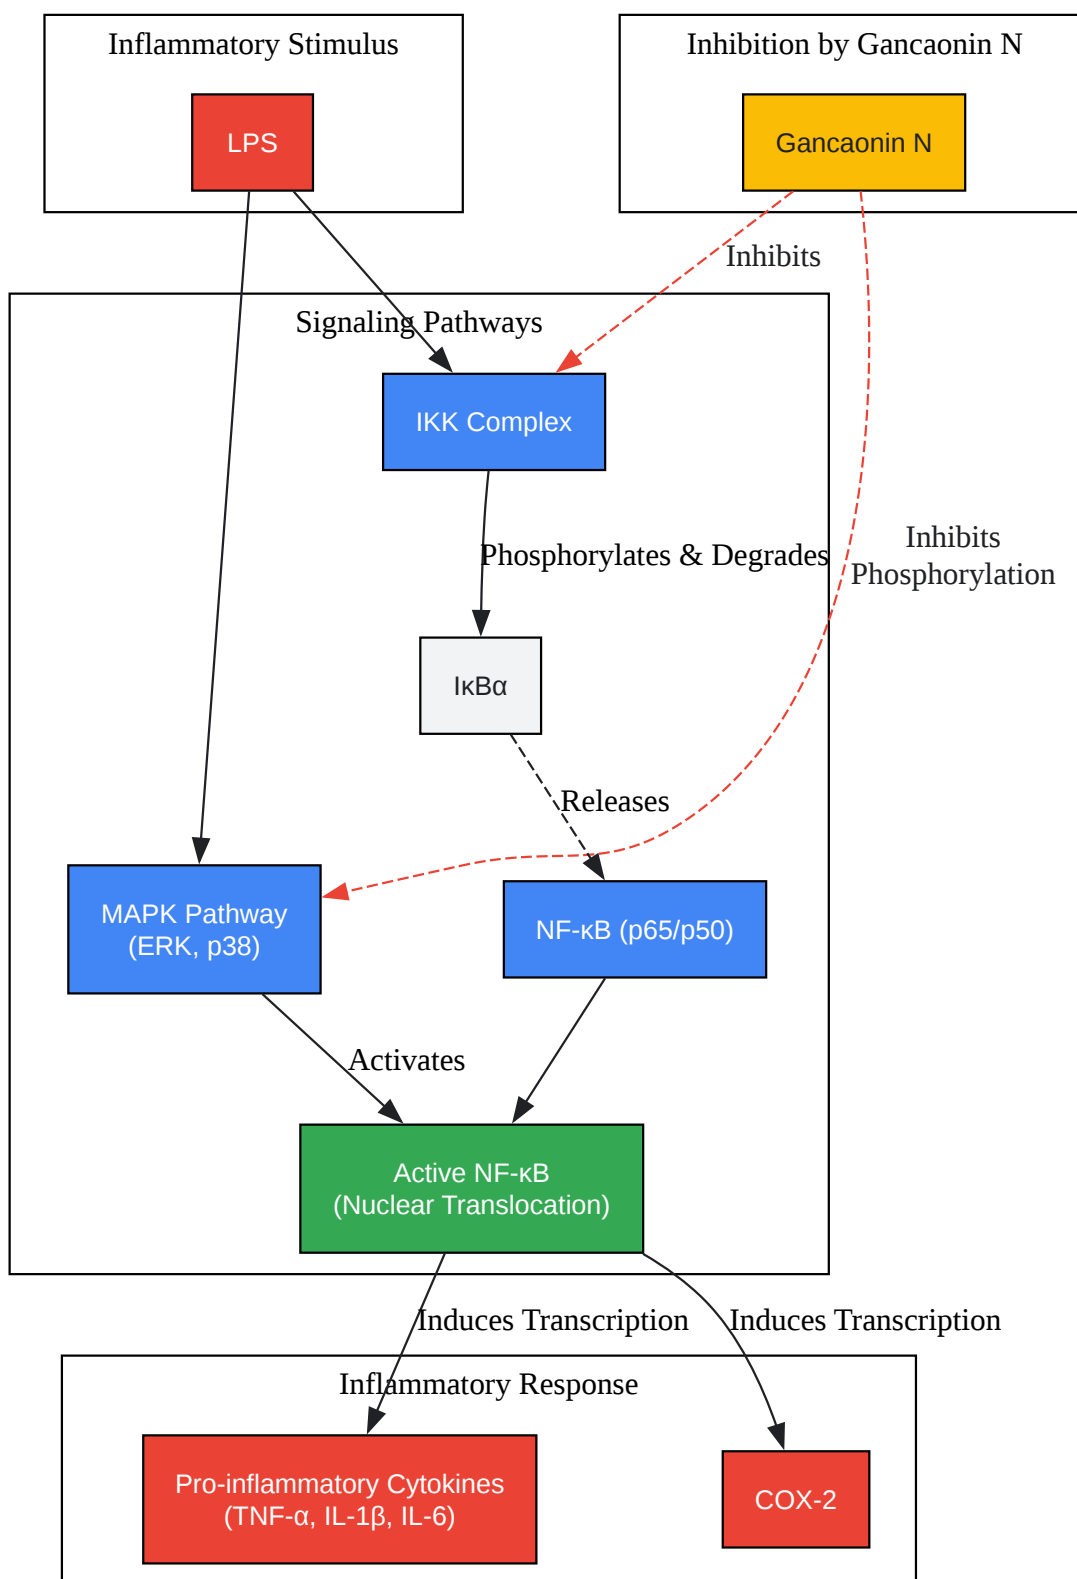 Inflammatory Stimulus
Inhibition by Gancaonin N
LPS
Gancaonin N
Inhibits
Signaling Pathways
IKK Complex
Inhibits
Phosphorylation
Phosphorylates & Degrades
IκBα
Releases
MAPK Pathway
(ERK, p38)
NF-κB (p65/p50)
Activates
Active NF-κB
(Nuclear Translocation)
Induces Transcription
Induces Transcription
Inflammatory Response
Pro-inflammatory Cytokines
(TNF-α, IL-1β, IL-6)
COX-2